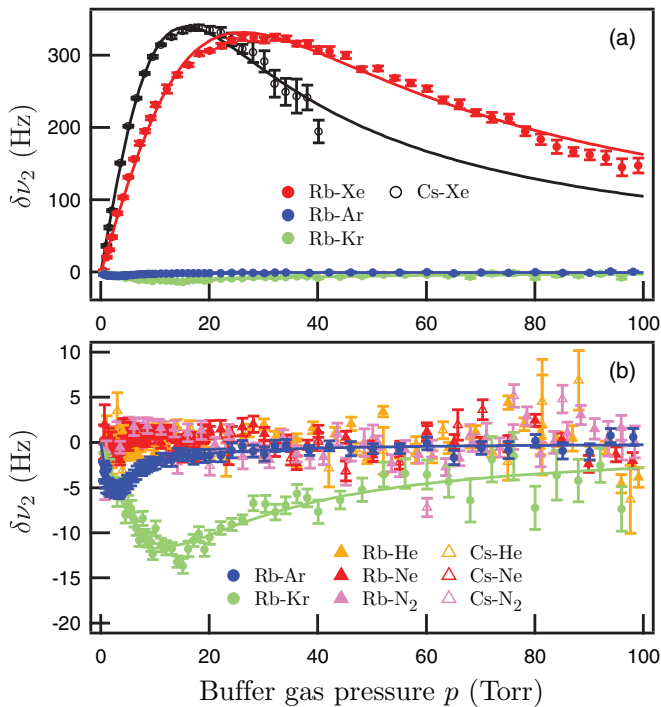 (a)
300
200
100
0
δν₂ (Hz)
Rb-Xe
Cs-Xe
Rb-Ar
Rb-Kr
0
20
40
60
80
100
(b)
10
5
0
-5
-10
-15
-20
δν₂ (Hz)
Rb-Ar
Rb-Kr
Rb-He
Cs-He
Rb-Ne
Cs-Ne
Rb-N₂
Cs-N₂
0
20
40
60
80
100
Buffer gas pressure p (Torr)